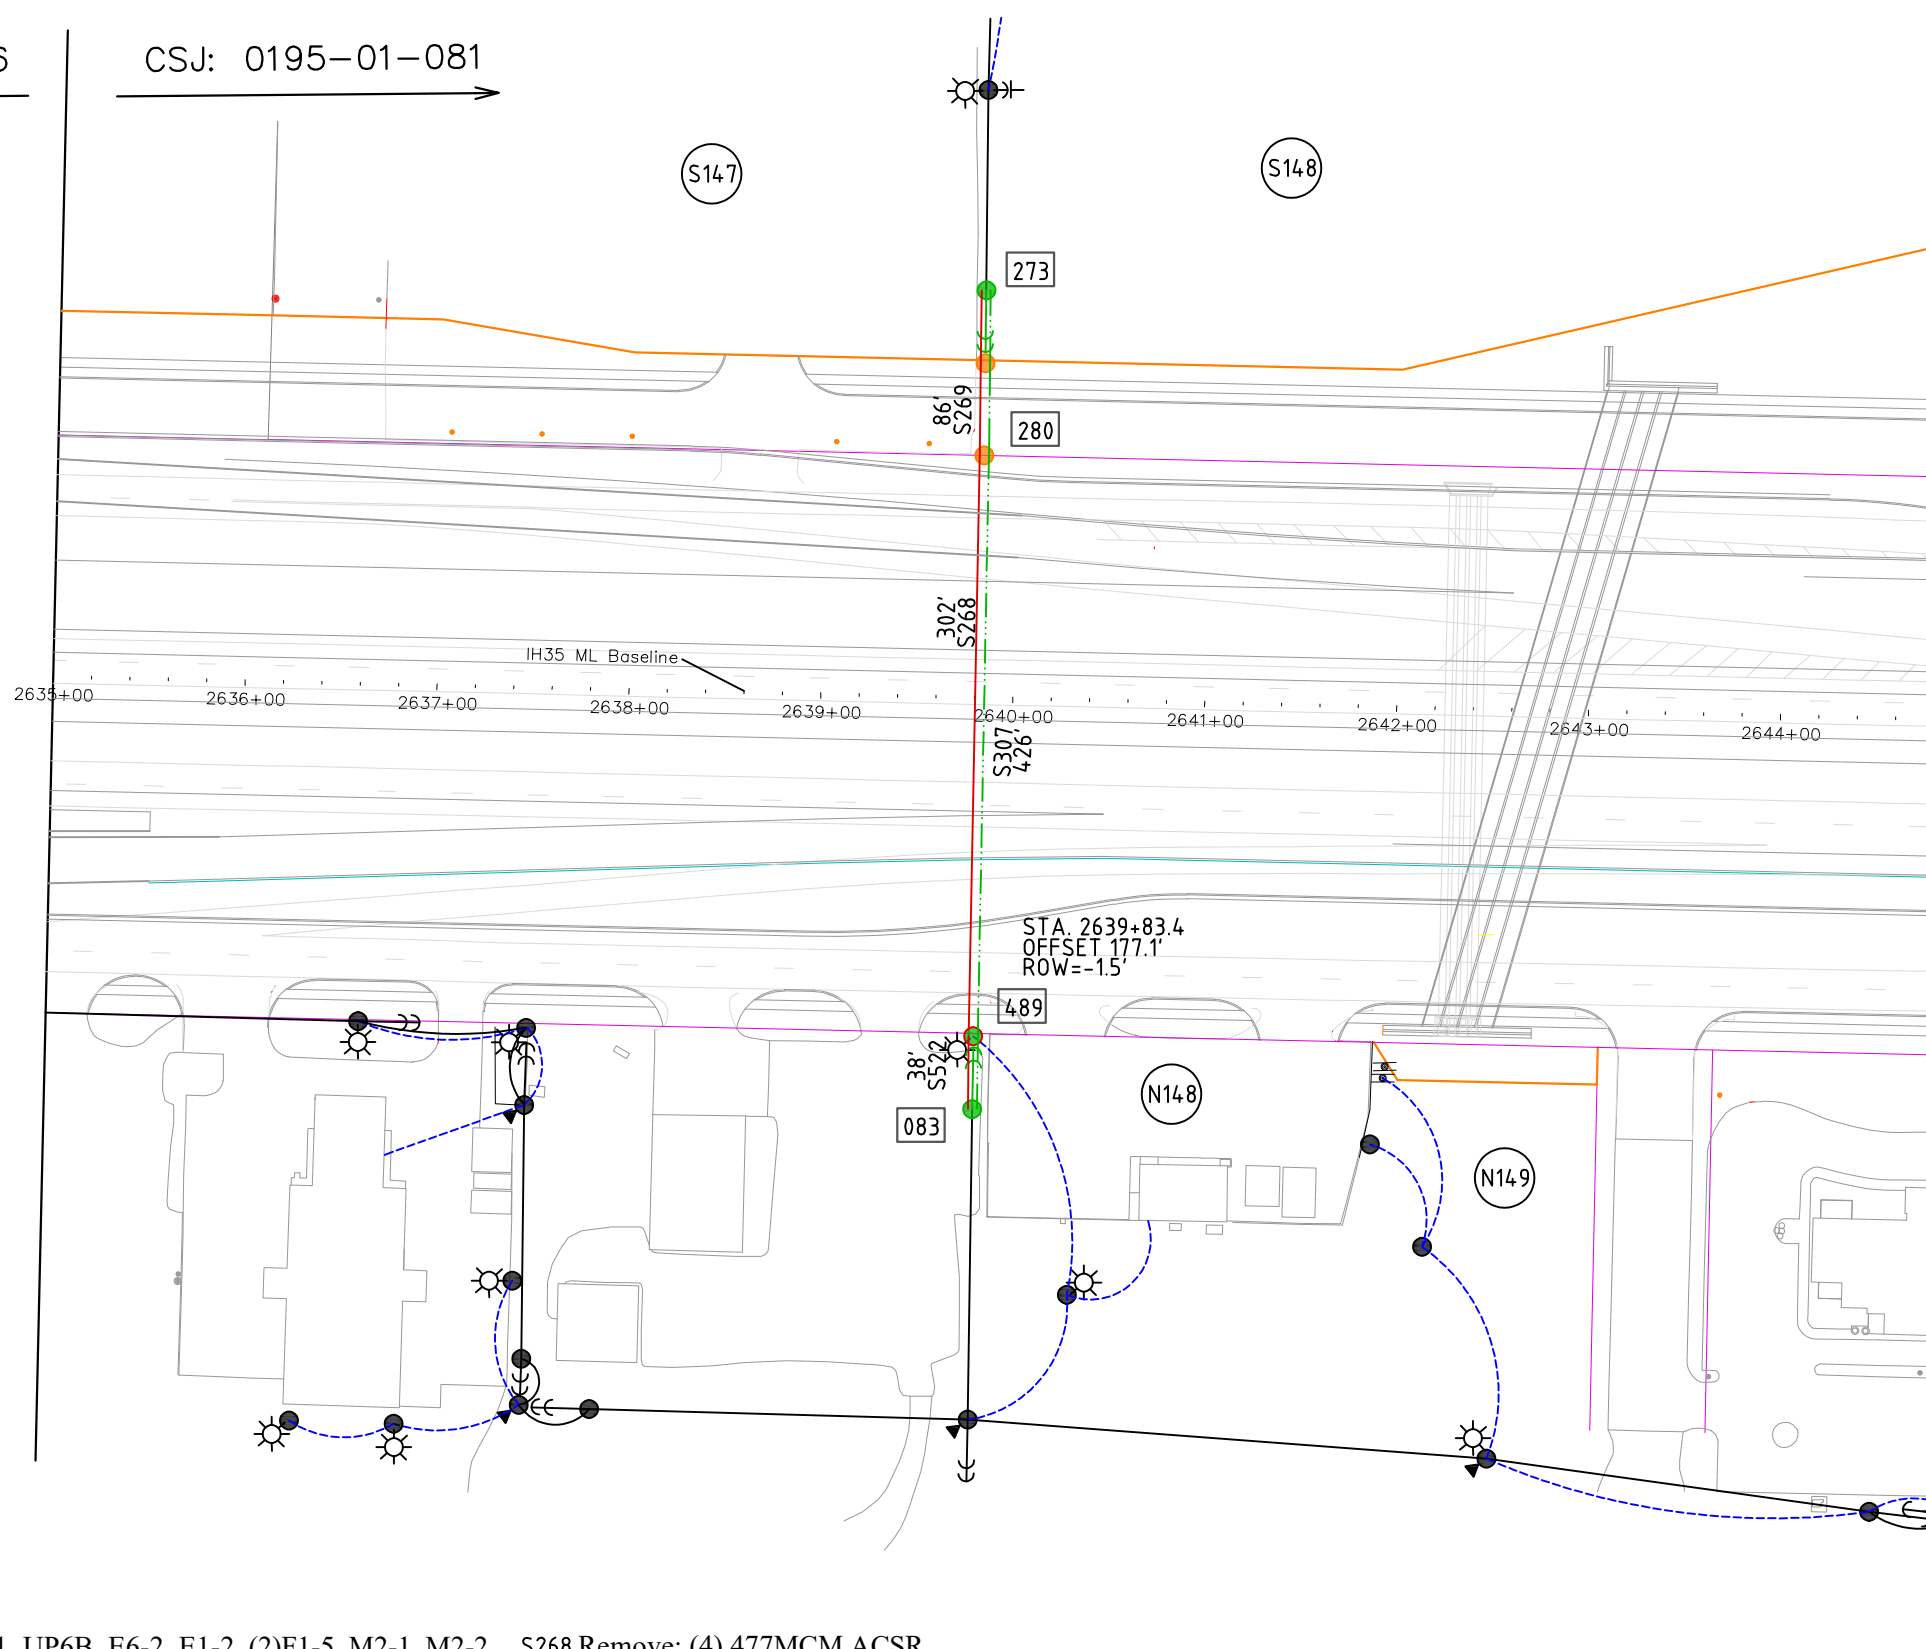 S
CSJ: 0195-01-081
S147
S148
273
86'
S269
280
302'
S268
IH35 ML Baseline
2635+00
2636+00
2637+00
2638+00
2639+00
2640+00
2641+00
2642+00
2643+00
2644+00
S307
426'
STA. 2639+83.4
OFFSET 177.1'
ROW=-1.5'
489
38'
S522
083
N148
N149
UP6B, E6-2, E1-2, (2)F1-5, M2-1, M2-2
S268 Remove: (4) 477MCM ACSR